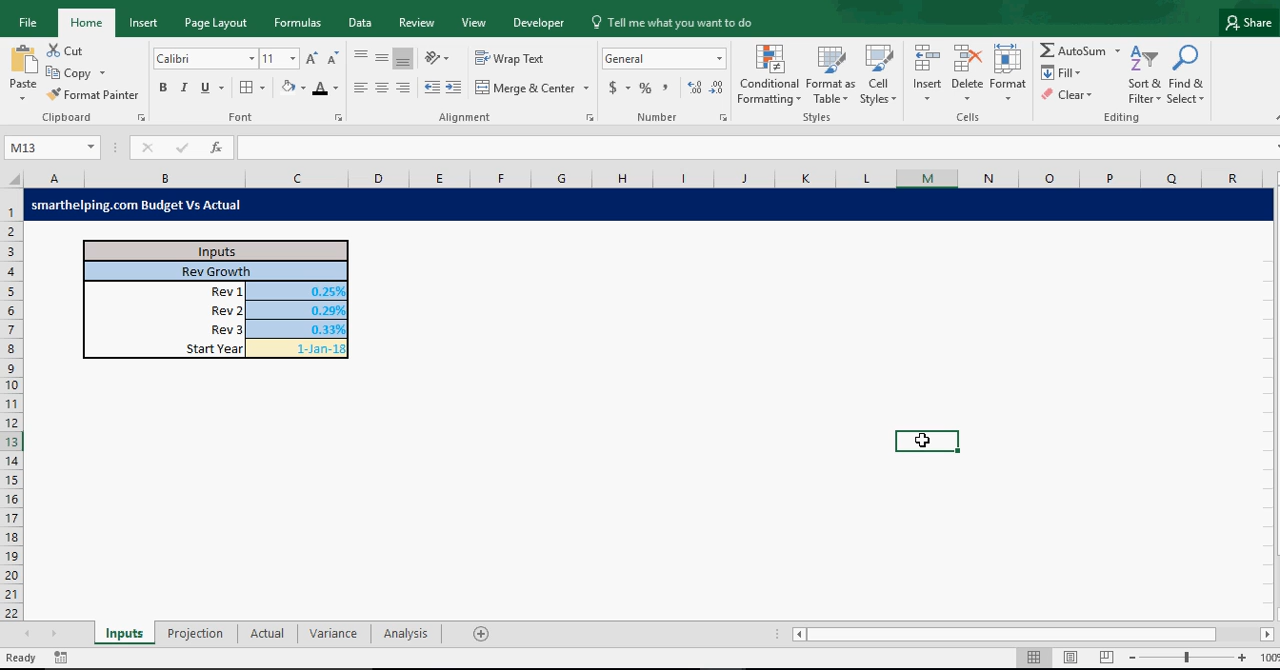 File Home Insert Page Layout Formulas Data Review View Developer Tell me what you want to do Share
Paste Cut Copy Format Painter Clipboard
Calibri 11 A A B I U A Font
Wrap Text Merge & Center Alignment
General $ % , .0 .00 .00 .0 Number
Conditional Formatting Format as Table Cell Styles Styles
Insert Delete Format Cells
AutoSum Fill Clear Sort & Filter Find & Select Editing
M13 fx
A B C D E F G H I J K L M N O P Q R
1 smarthelping.com Budget Vs Actual
2
3 Inputs
4 Rev Growth
5 Rev 1 0.25%
6 Rev 2 0.29%
7 Rev 3 0.33%
8 Start Year 1-Jan-18
9
10
11
12
13
14
15
16
17
18
19
20
21
22
Inputs Projection Actual Variance Analysis
Ready 100%